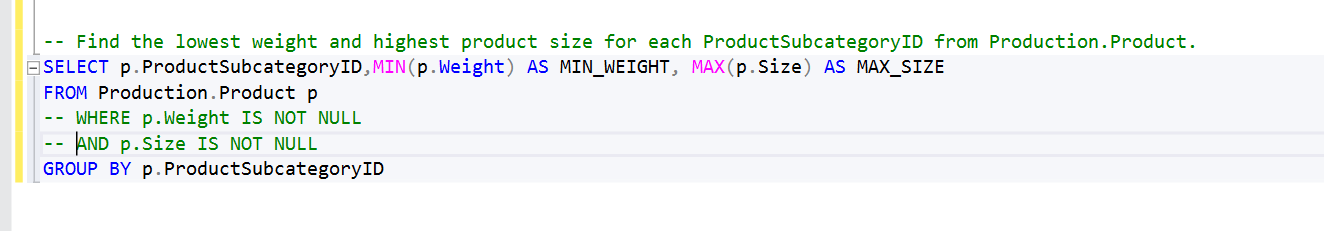 -- Find the lowest weight and highest product size for each ProductSubcategoryID from Production.Product.
SELECT p.ProductSubcategoryID,MIN(p.Weight) AS MIN_WEIGHT, MAX(p.Size) AS MAX_SIZE
FROM Production.Product p
-- WHERE p.Weight IS NOT NULL
-- AND p.Size IS NOT NULL
GROUP BY p.ProductSubcategoryID